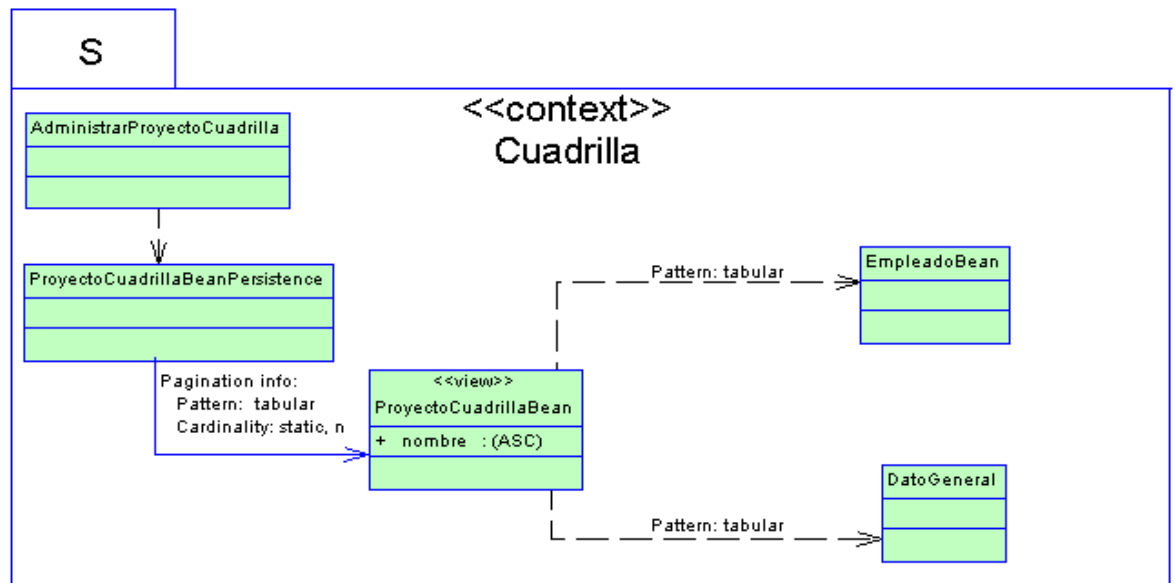 S
<<context>>
Cuadrilla
AdministrarProyectoCuadrilla
ProyectoCuadrillaBeanPersistence
EmpleadoBean
Pattern: tabular
Pagination info:
Pattern: tabular
Cardinality: static, n
<<view>>
ProyectoCuadrillaBean
+ nombre : (ASC)
DatoGeneral
Pattern: tabular